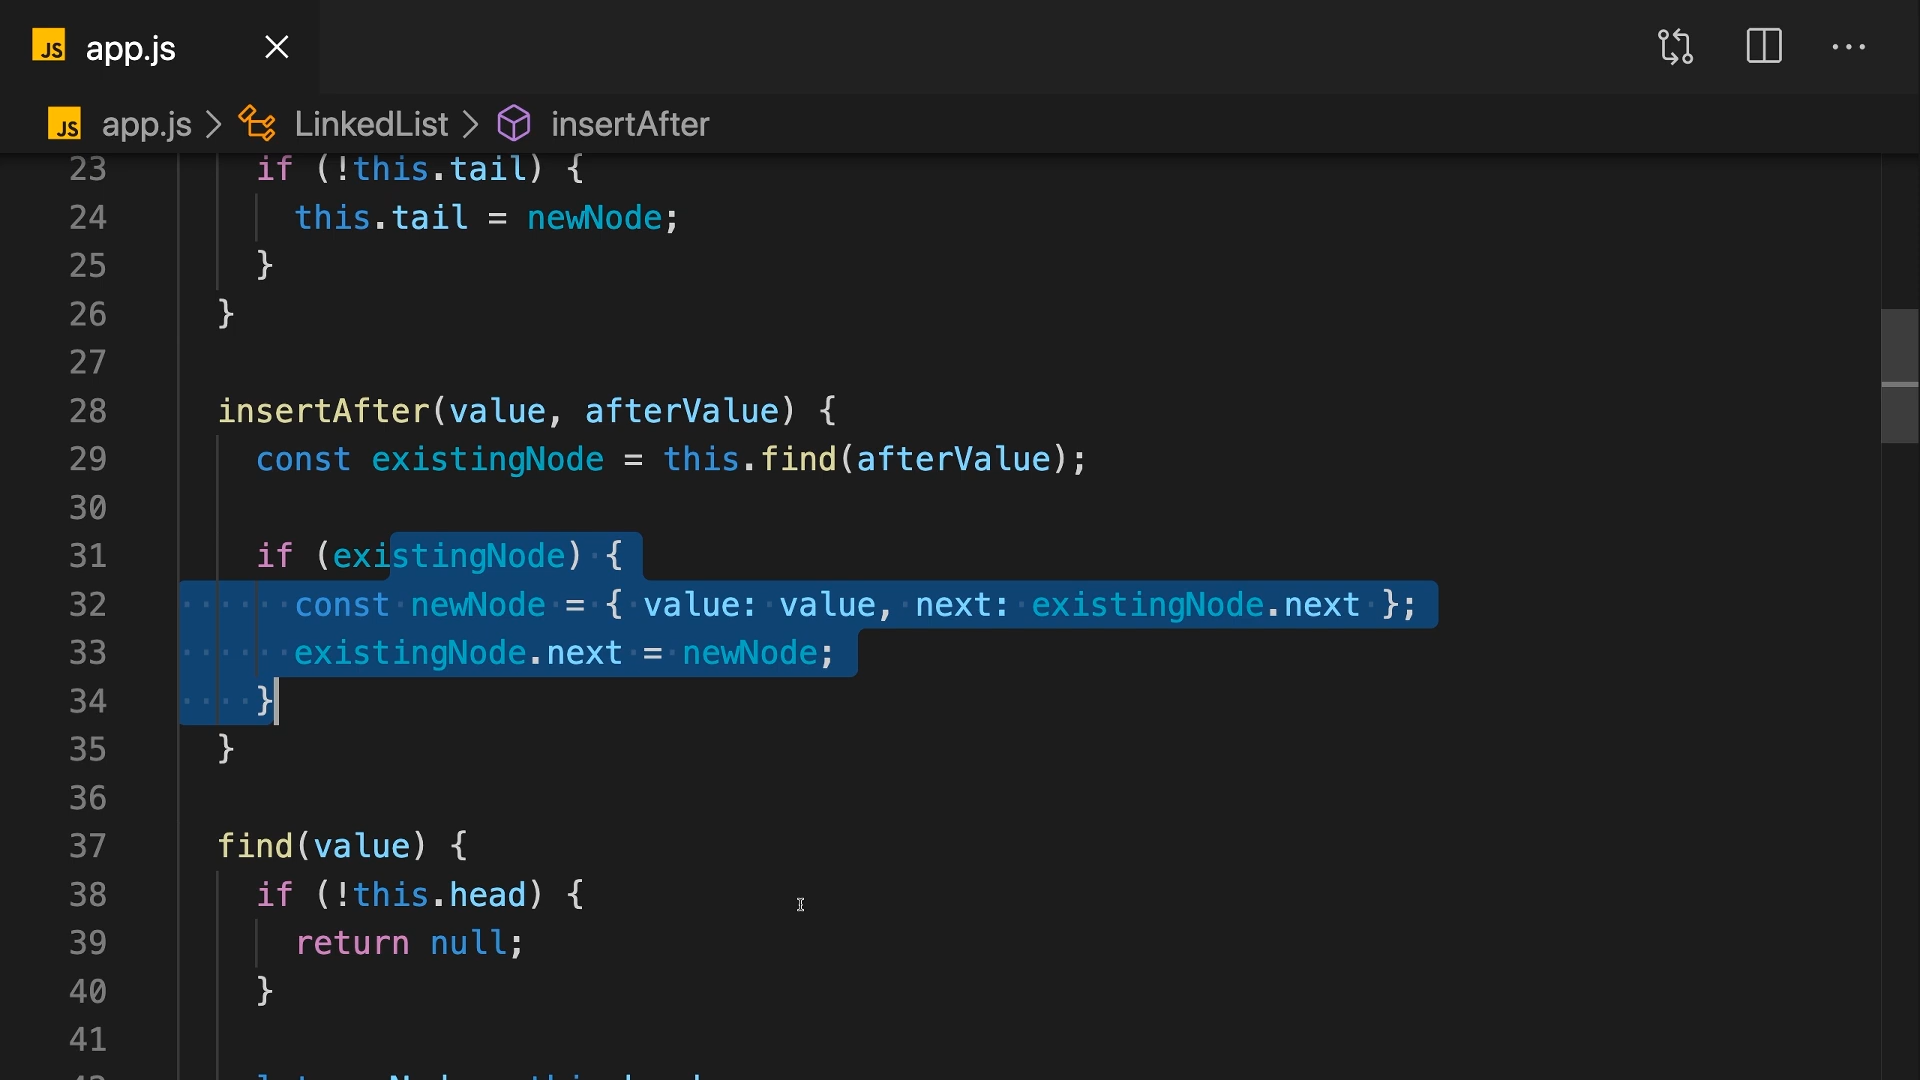 JS app.js
JS app.js > LinkedList > insertAfter
23 if (!this.tail) {
24 this.tail = newNode;
25 }
26 }
27
28 insertAfter(value, afterValue) {
29 const existingNode = this.find(afterValue);
30
31 if (existingNode) {
32 const newNode = { value: value, next: existingNode.next };
33 existingNode.next = newNode;
34 }
35 }
36
37 find(value) {
38 if (!this.head) {
39 return null;
40 }
41